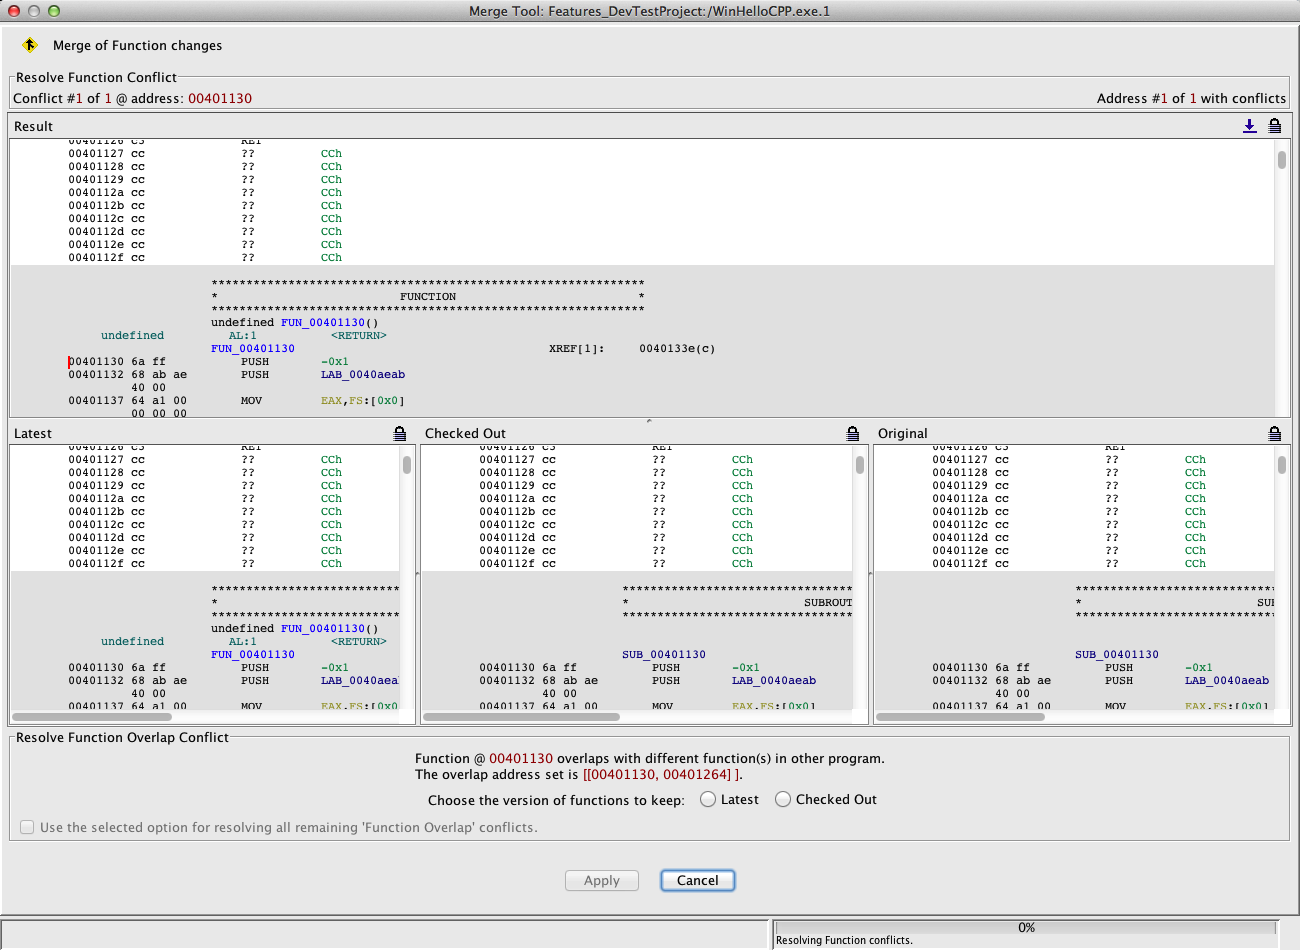 Merge Tool: Features_DevTestProject:/WinHelloCPP.exe.1
Merge of Function changes
Resolve Function Conflict
Conflict #1 of 1 @ address: 00401130 Address #1 of 1 with conflicts
Result
00401126 c3 RET
00401127 cc ?? CCh
00401128 cc ?? CCh
00401129 cc ?? CCh
0040112a cc ?? CCh
0040112b cc ?? CCh
0040112c cc ?? CCh
0040112d cc ?? CCh
0040112e cc ?? CCh
0040112f cc ?? CCh
**************************************************************
* FUNCTION *
**************************************************************
undefined FUN_00401130()
undefined AL:1 <RETURN>
FUN_00401130 XREF[1]: 0040133e(c)
00401130 6a ff PUSH -0x1
00401132 68 ab ae PUSH LAB_0040aeab
40 00
00401137 64 a1 00 MOV EAX,FS:[0x0]
00 00 00
Latest
00401126 c3 RET
00401127 cc ?? CCh
00401128 cc ?? CCh
00401129 cc ?? CCh
0040112a cc ?? CCh
0040112b cc ?? CCh
0040112c cc ?? CCh
0040112d cc ?? CCh
0040112e cc ?? CCh
0040112f cc ?? CCh
***************************
*
***************************
undefined FUN_00401130()
undefined AL:1 <RETURN>
FUN_00401130
00401130 6a ff PUSH -0x1
00401132 68 ab ae PUSH LAB_0040aea
40 00
00401137 64 a1 00 MOV EAX,FS:[0x0
Checked Out
00401126 c3 RET
00401127 cc ?? CCh
00401128 cc ?? CCh
00401129 cc ?? CCh
0040112a cc ?? CCh
0040112b cc ?? CCh
0040112c cc ?? CCh
0040112d cc ?? CCh
0040112e cc ?? CCh
0040112f cc ?? CCh
*********************************
* SUBROUT
*********************************
SUB_00401130
00401130 6a ff PUSH -0x1
00401132 68 ab ae PUSH LAB_0040aeab
40 00
00401137 64 a1 00 MOV EAX,FS:[0x0]
Original
00401126 c3 RET
00401127 cc ?? CCh
00401128 cc ?? CCh
00401129 cc ?? CCh
0040112a cc ?? CCh
0040112b cc ?? CCh
0040112c cc ?? CCh
0040112d cc ?? CCh
0040112e cc ?? CCh
0040112f cc ?? CCh
*****************************
* SUB
*****************************
SUB_00401130
00401130 6a ff PUSH -0x1
00401132 68 ab ae PUSH LAB_0040aeab
40 00
00401137 64 a1 00 MOV EAX,FS:[0x0]
Resolve Function Overlap Conflict
Function @ 00401130 overlaps with different function(s) in other program.
The overlap address set is [[00401130, 00401264] ].
Choose the version of functions to keep: Latest Checked Out
Use the selected option for resolving all remaining 'Function Overlap' conflicts.
Apply Cancel
0%
Resolving Function conflicts.